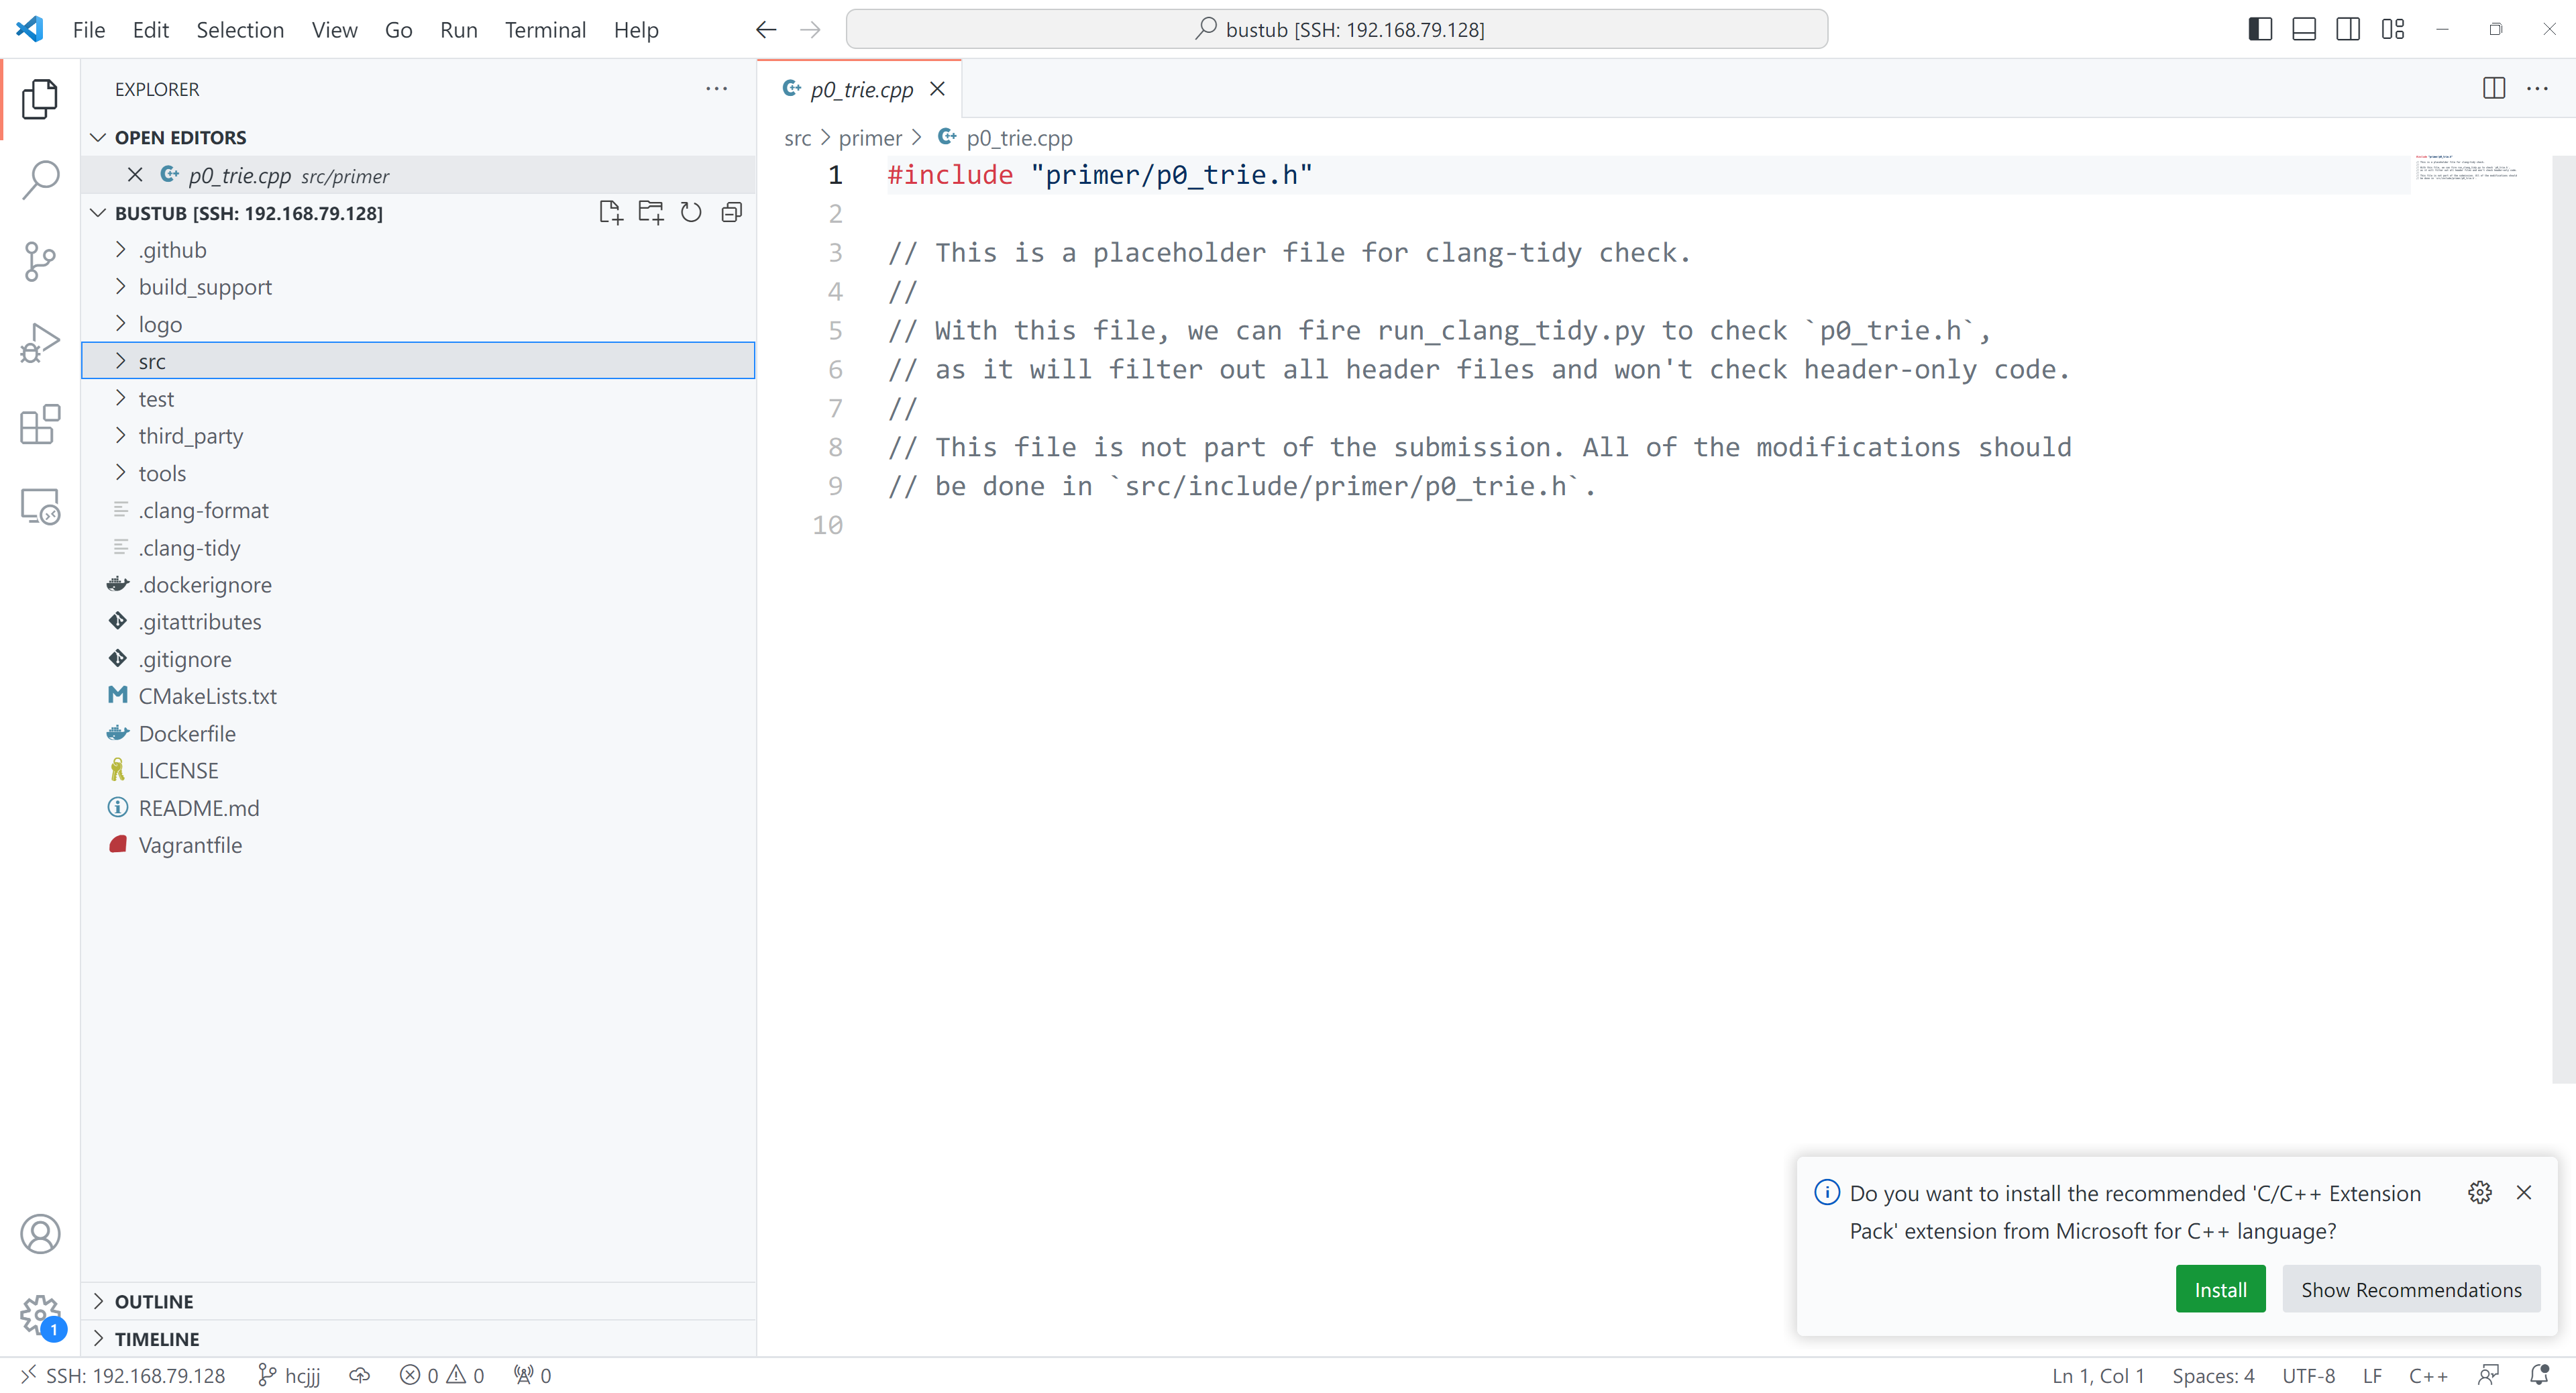 File Edit Selection View Go Run Terminal Help
bustub [SSH: 192.168.79.128]
EXPLORER
OPEN EDITORS
p0_trie.cpp src/primer
BUSTUB [SSH: 192.168.79.128]
.github
build_support
logo
src
test
third_party
tools
.clang-format
.clang-tidy
.dockerignore
.gitattributes
.gitignore
CMakeLists.txt
Dockerfile
LICENSE
README.md
Vagrantfile
OUTLINE
TIMELINE
p0_trie.cpp
src > primer > p0_trie.cpp
1 #include "primer/p0_trie.h"
2
3 // This is a placeholder file for clang-tidy check.
4 //
5 // With this file, we can fire run_clang_tidy.py to check `p0_trie.h`,
6 // as it will filter out all header files and won't check header-only code.
7 //
8 // This file is not part of the submission. All of the modifications should
9 // be done in `src/include/primer/p0_trie.h`.
10
Do you want to install the recommended 'C/C++ Extension
Pack' extension from Microsoft for C++ language?
Install Show Recommendations
1
SSH: 192.168.79.128 hcjjj 0 0 0 Ln 1, Col 1 Spaces: 4 UTF-8 LF C++